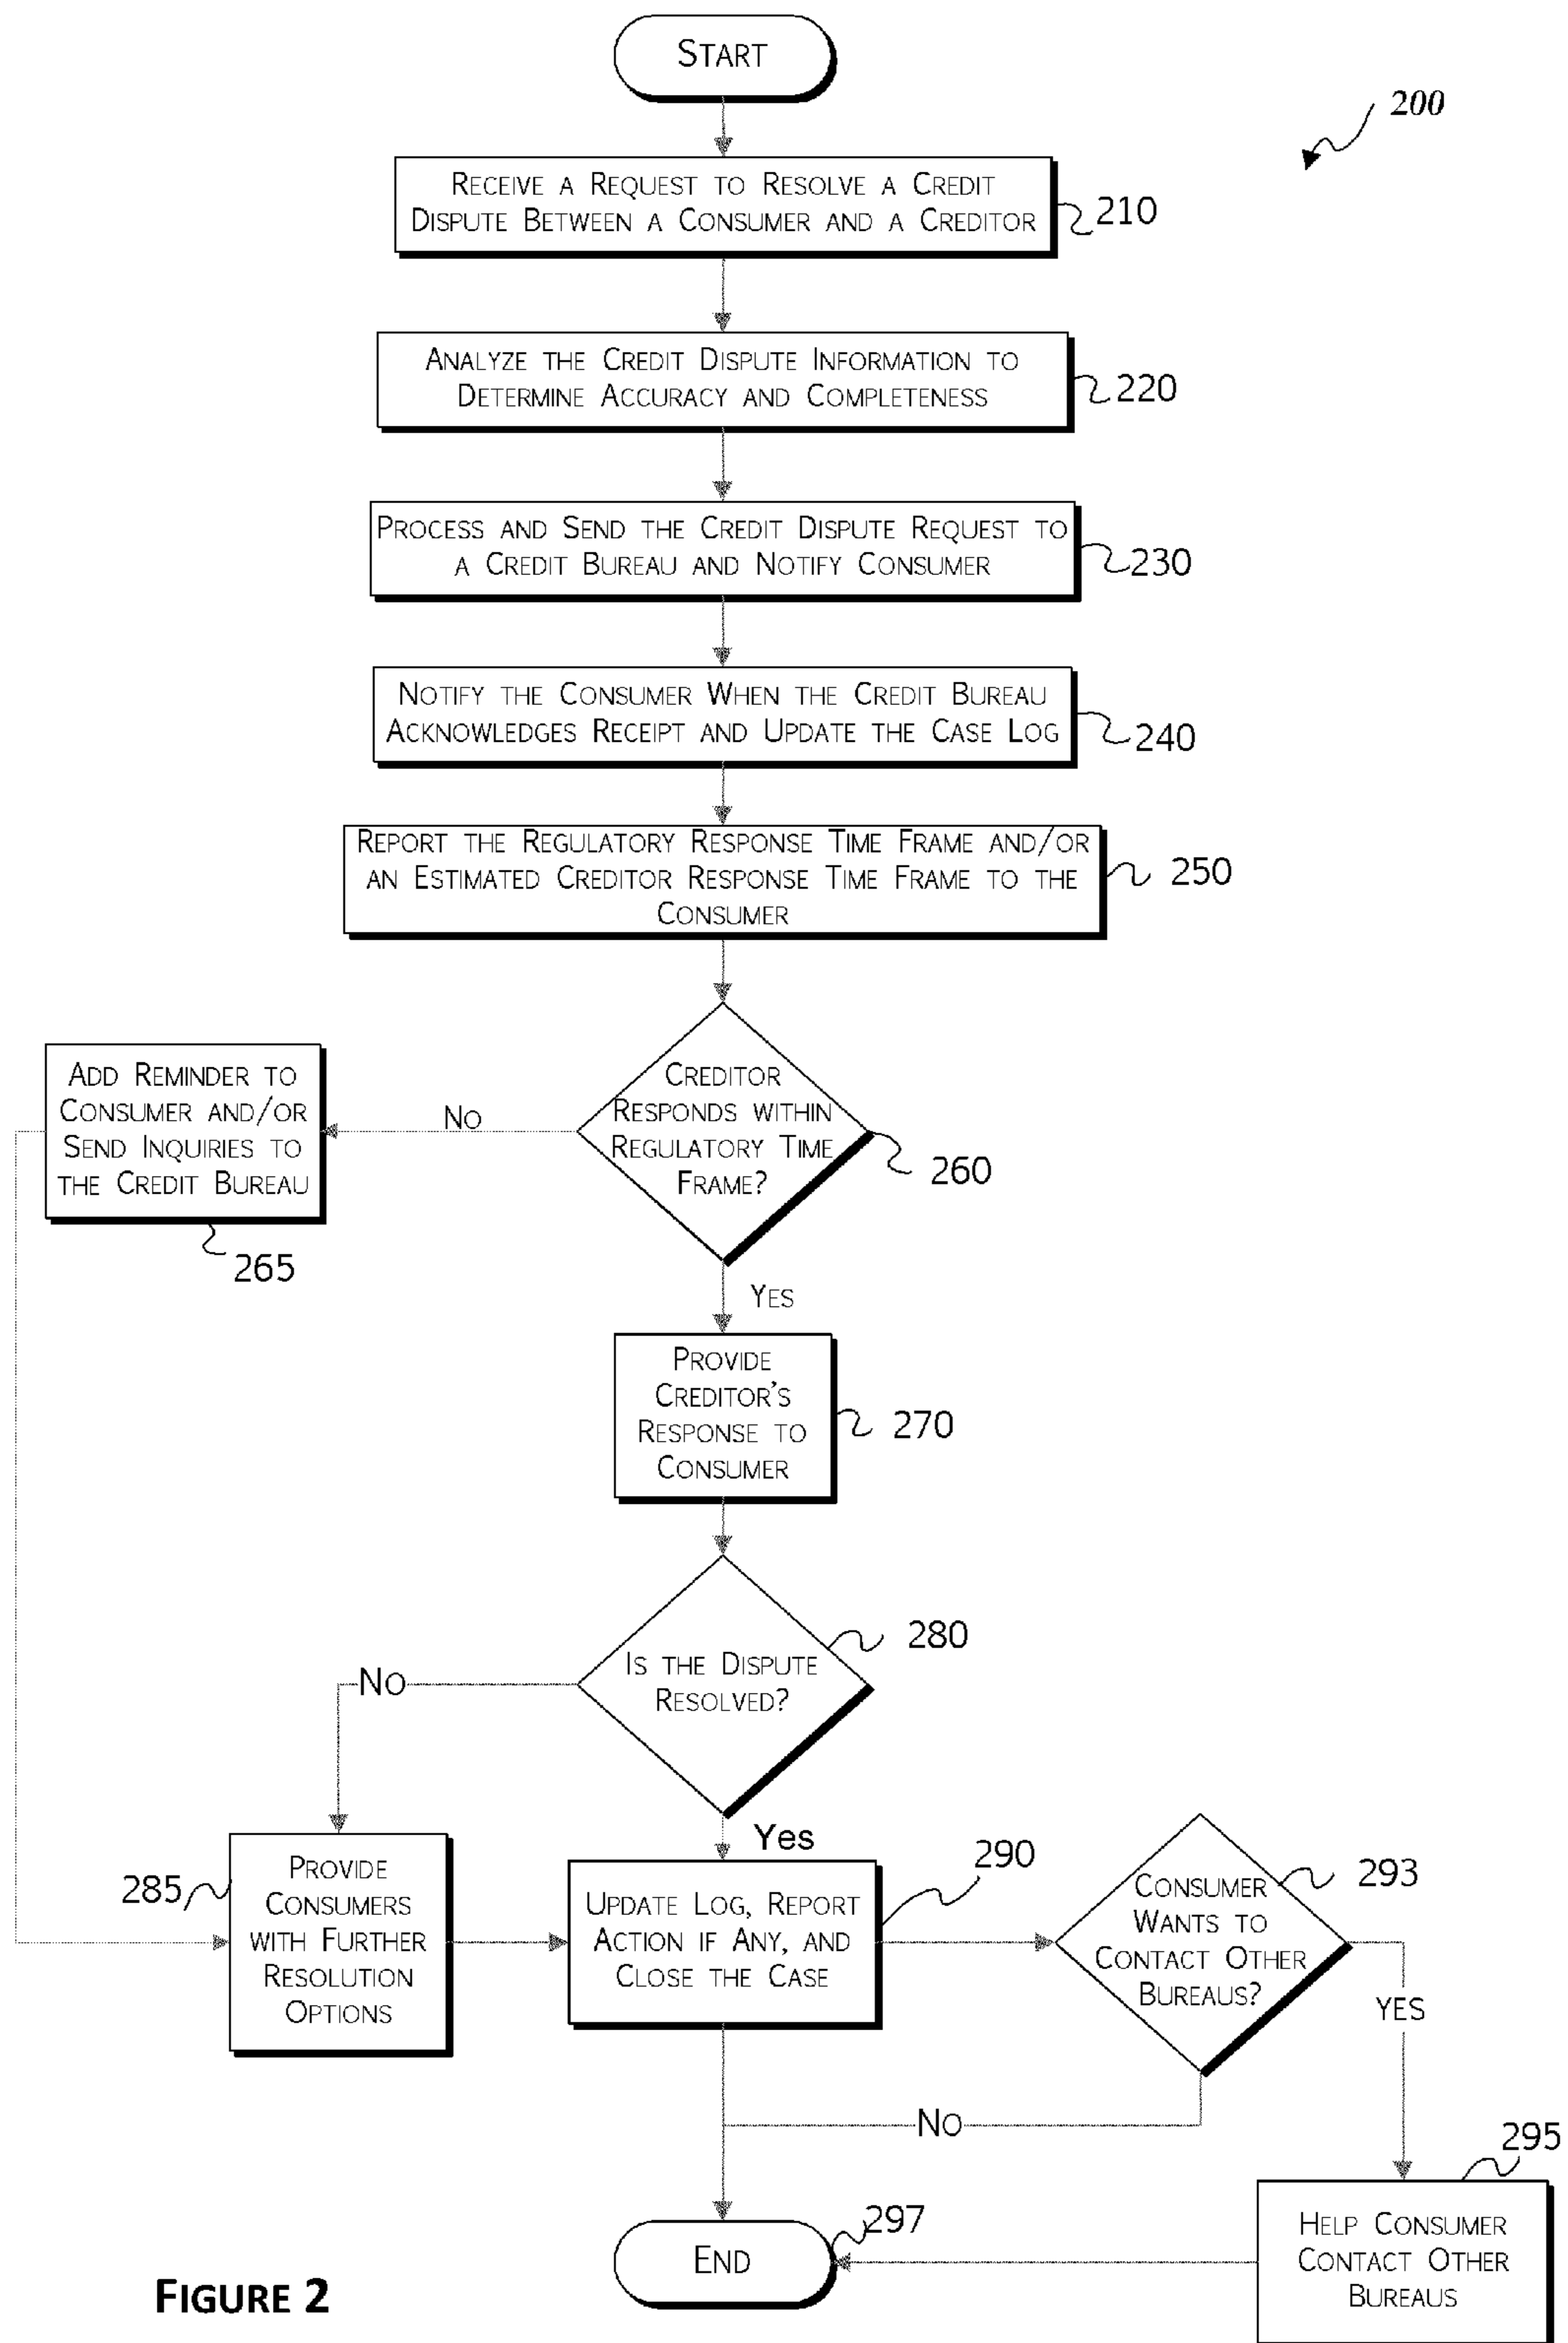 START
200
RECEIVE A REQUEST TO RESOLVE A CREDIT
DISPUTE BETWEEN A CONSUMER AND A CREDITOR
210
ANALYZE THE CREDIT DISPUTE INFORMATION TO
DETERMINE ACCURACY AND COMPLETENESS
220
PROCESS AND SEND THE CREDIT DISPUTE REQUEST TO
A CREDIT BUREAU AND NOTIFY CONSUMER
230
NOTIFY THE CONSUMER WHEN THE CREDIT BUREAU
ACKNOWLEDGES RECEIPT AND UPDATE THE CASE LOG
240
REPORT THE REGULATORY RESPONSE TIME FRAME AND/OR
AN ESTIMATED CREDITOR RESPONSE TIME FRAME TO THE
CONSUMER
250
CREDITOR
RESPONDS WITHIN
REGULATORY TIME
FRAME?
260
NO
ADD REMINDER TO
CONSUMER AND/OR
SEND INQUIRIES TO
THE CREDIT BUREAU
265
YES
PROVIDE
CREDITOR'S
RESPONSE TO
CONSUMER
270
IS THE DISPUTE
RESOLVED?
280
NO
Yes
285
PROVIDE
CONSUMERS
WITH FURTHER
RESOLUTION
OPTIONS
UPDATE LOG, REPORT
ACTION IF ANY, AND
CLOSE THE CASE
290
CONSUMER
WANTS TO
CONTACT OTHER
BUREAUS?
293
YES
NO
295
HELP CONSUMER
CONTACT OTHER
BUREAUS
END
297
FIGURE 2